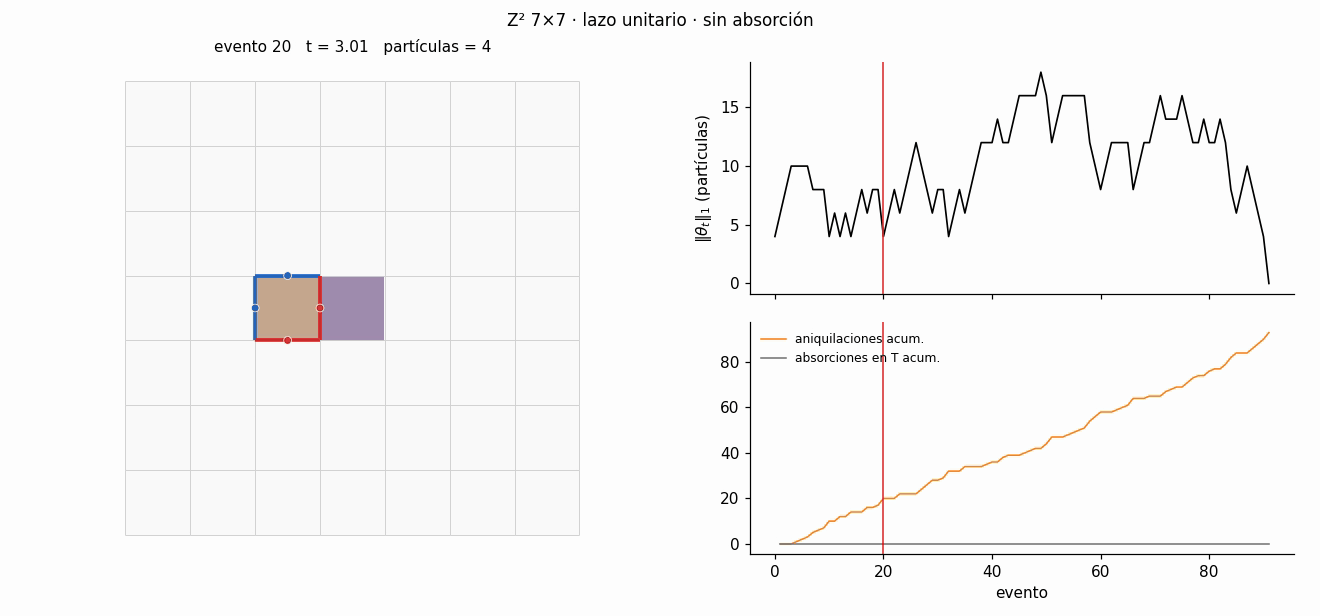 Z² 7×7 · lazo unitario · sin absorción
evento 20   t = 3.01   partículas = 4
‖θₜ‖₁ (partículas)
15
10
5
0
aniquilaciones acum.
absorciones en T acum.
80
60
40
20
0
0 20 40 60 80
evento